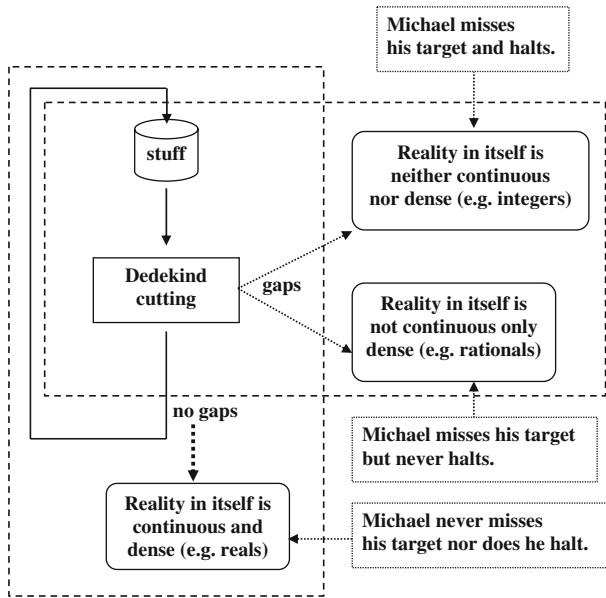 Michael misses
his target and halts.
stuff
Reality in itself is
neither continuous
nor dense (e.g. integers)
Dedekind
cutting
gaps
Reality in itself is
not continuous only
dense (e.g. rationals)
no gaps
Michael misses his target
but never halts.
Reality in itself is
continuous and
dense (e.g. reals)
Michael never misses
his target nor does he halt.